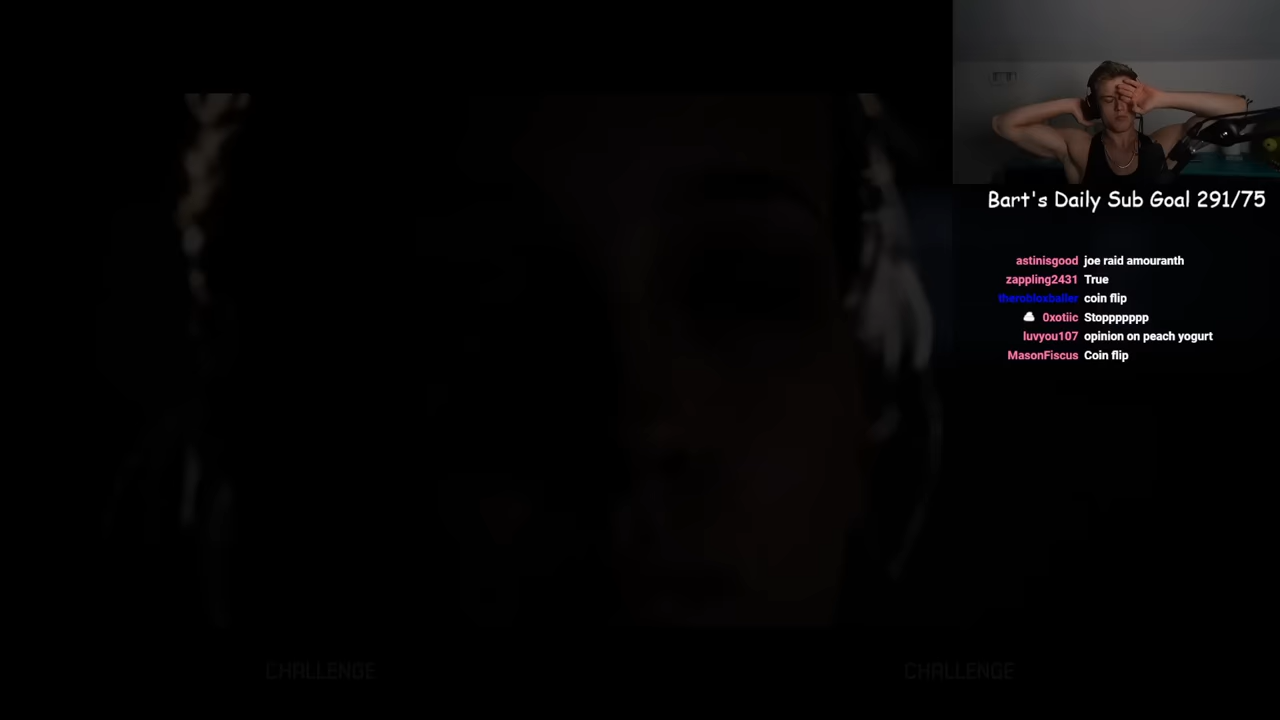 Bart's Daily Sub Goal 291/75
astinisgood joe raid amouranth
zappling2431 True
therobloxballer coin flip
0xotiic Stoppppppp
luvyou107 opinion on peach yogurt
MasonFiscus Coin flip
CHALLENGE CHALLENGE